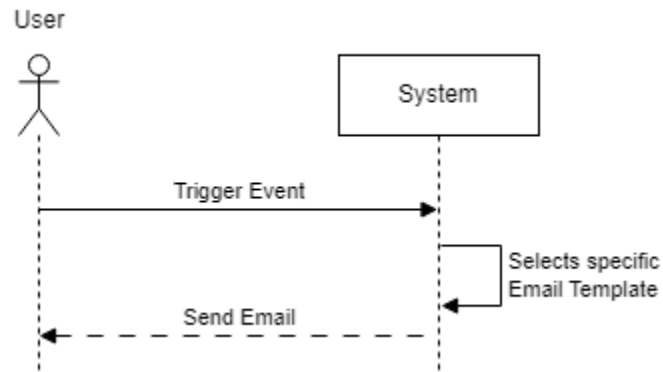 User
System
Trigger Event
Selects specific
Email Template
Send Email